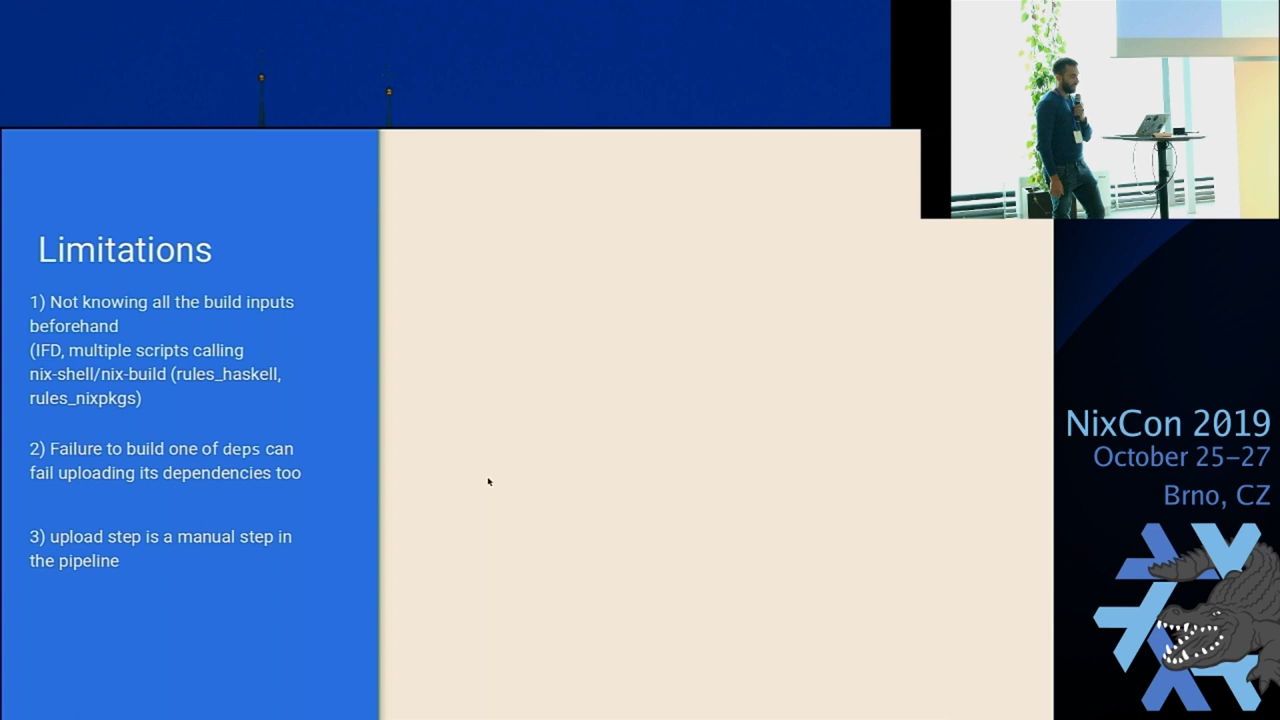 Limitations
1) Not knowing all the build inputs
beforehand
(IFD, multiple scripts calling
nix-shell/nix-build (rules_haskell,
rules_nixpkgs)
2) Failure to build one of deps can
fail uploading its dependencies too
3) upload step is a manual step in
the pipeline
NixCon 2019
October 25–27
Brno, CZ